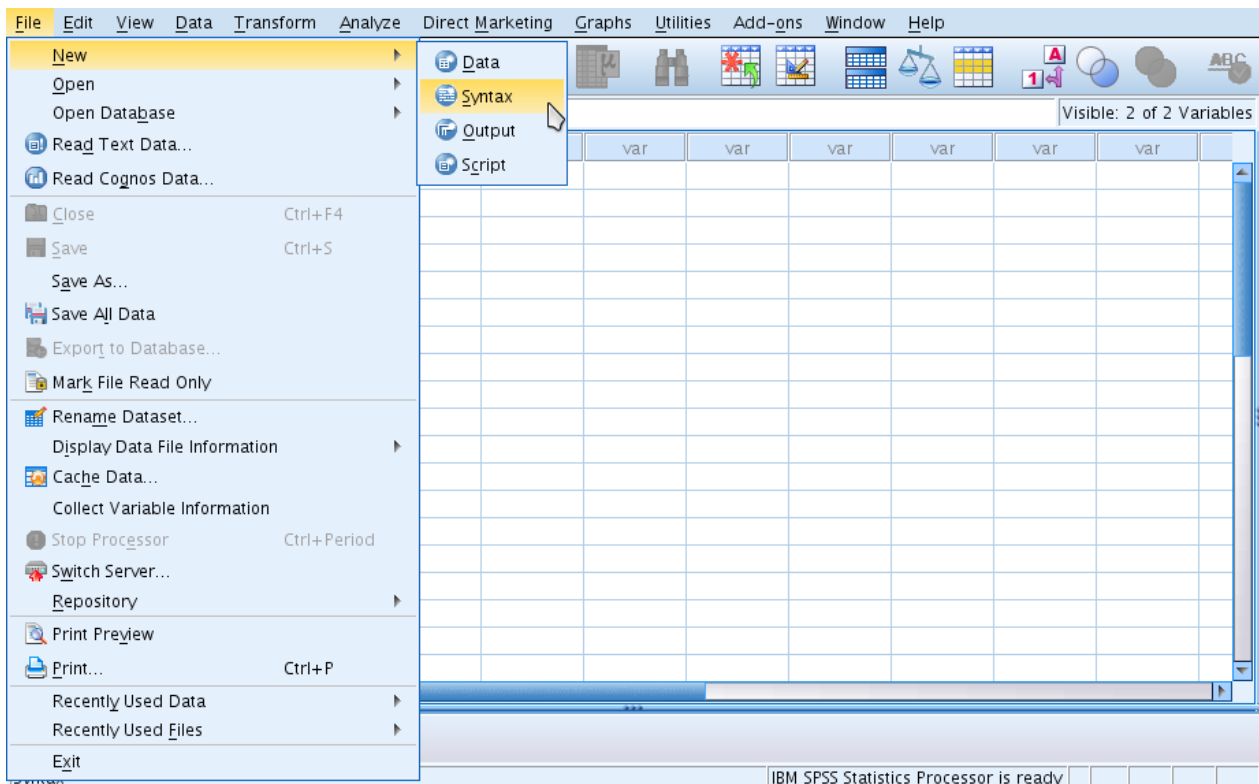 File Edit View Data Transform Analyze Direct Marketing Graphs Utilities Add-ons Window Help
New
Open
Open Database
Read Text Data...
Read Cognos Data...
Close Ctrl+F4
Save Ctrl+S
Save As...
Save All Data
Export to Database...
Mark File Read Only
Rename Dataset...
Display Data File Information
Cache Data...
Collect Variable Information
Stop Processor Ctrl+Period
Switch Server...
Repository
Print Preview
Print... Ctrl+P
Recently Used Data
Recently Used Files
Exit
Data
Syntax
Output
Script
A
1
ABC
Visible: 2 of 2 Variables
var var var var var var
IBM SPSS Statistics Processor is ready